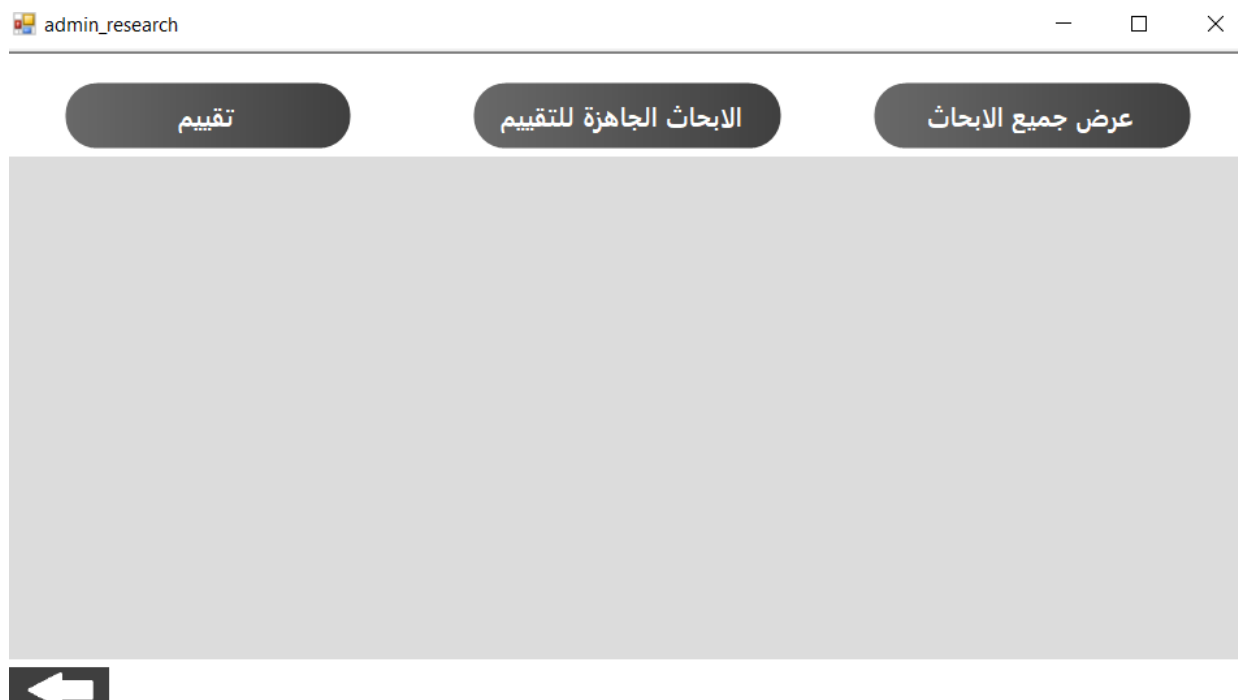 admin_research
عرض جميع الابحاث
الابحاث الجاهزة للتقييم
تقييم